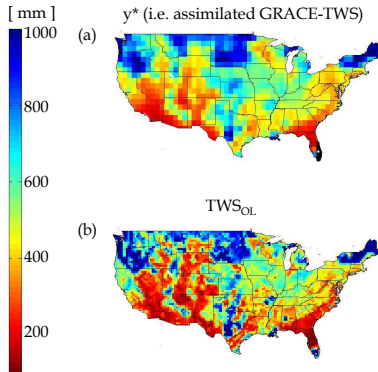 [ mm ]
y* (i.e. assimilated GRACE-TWS)
1000
(a)
800
600
TWS_OL
(b)
400
200